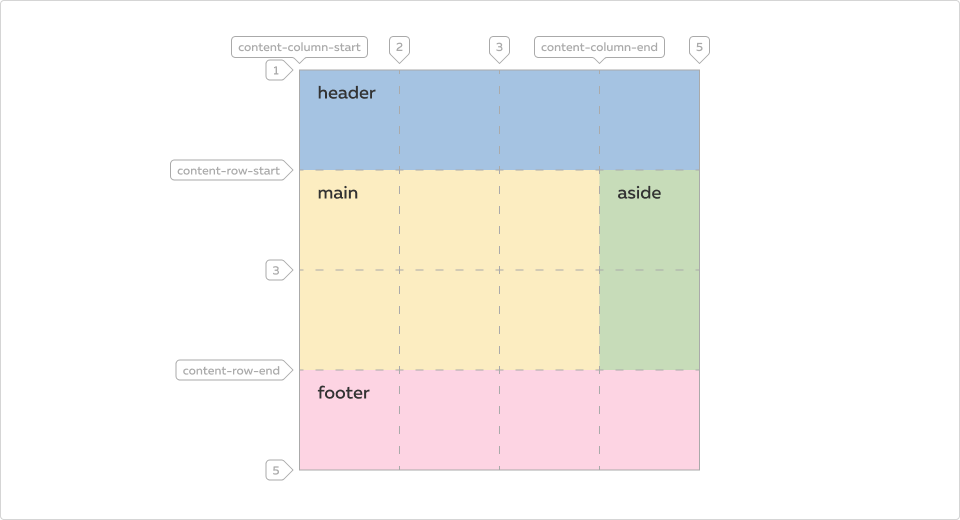 content-column-start 2 3 content-column-end 5
1
header
content-row-start
main aside
3
content-row-end
footer
5